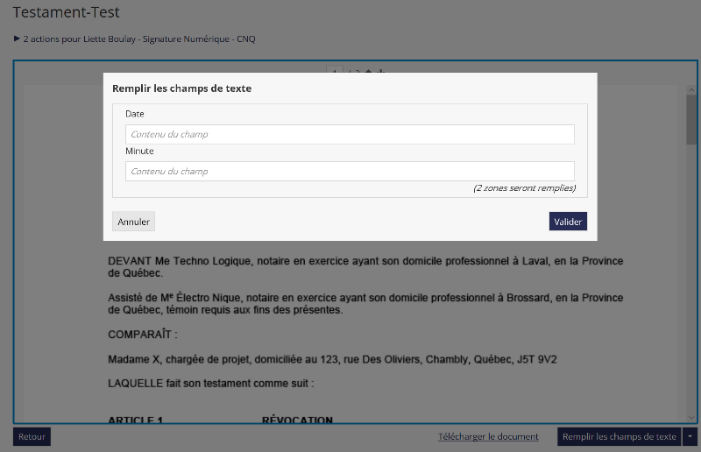 Testament-Test
▶ 2 actions pour Liette Boulay - Signature Numérique - CNQ
Remplir les champs de texte
Date
Contenu du champ
Minute
Contenu du champ
(2 zones seront remplies)
Annuler
Valider
DEVANT Me Techno Logique, notaire en exercice ayant son domicile professionnel à Laval, en la Province
de Québec.
Assisté de Mᵉ Électro Nique, notaire en exercice ayant son domicile professionnel à Brossard, en la Province
de Québec, témoin requis aux fins des présentes.
COMPARAÎT :
Madame X, chargée de projet, domiciliée au 123, rue Des Oliviers, Chambly, Québec, J5T 9V2
LAQUELLE fait son testament comme suit :
ARTICLE 1 RÉVOCATION
Retour
Télécharger le document
Remplir les champs de texte